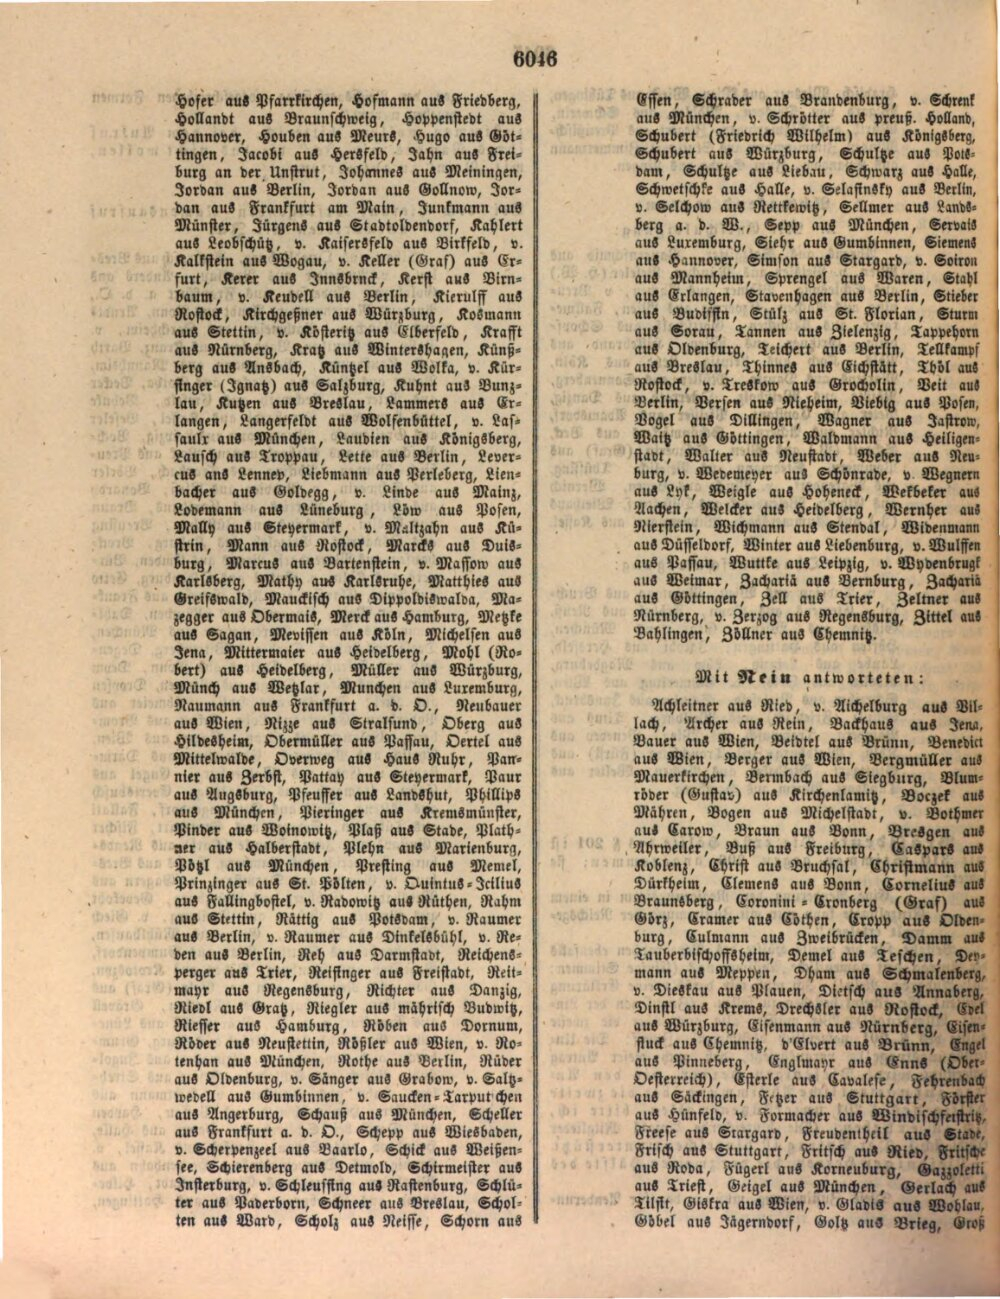 6046
Hofer aus Pfarrkirchen, Hofmann aus Friedberg,
Hollandt aus Braunschweig, Hoppenstedt aus
Hannover, Houben aus Meurs, Hugo aus Göt-
tingen, Jacobi aus Hersfeld, Jahn aus Frei-
burg an der Unstrut, Johannes aus Meiningen,
Jordan aus Berlin, Jordan aus Gollnow, Jor-
dan aus Frankfurt am Main, Junkmann aus
Münster, Jürgens aus Stadtoldendorf, Kahlert
aus Leobschütz, v. Kaisersfeld aus Birkfeld, v.
Kalkstein aus Wogau, v. Keller (Graf) aus Er-
furt, Kerer aus Innsbrnck, Kerst aus Birn-
baum, v. Keudell aus Berlin, Kierulff aus
Rostock, Kirchgeßner aus Würzburg, Kosmann
aus Stettin, v. Kösteritz aus Elberfeld, Krafft
aus Nürnberg, Kratz aus Wintershagen, Künß-
berg aus Ansbach, Küntzel aus Wolka, v. Kür-
singer (Ignatz) aus Salzburg, Kuhnt aus Bunz-
lau, Kutzen aus Breslau, Lammers aus Er-
langen, Langerfeldt aus Wolfenbüttel, v. Las-
saulx aus München, Laudien aus Königsberg,
Lausch aus Troppau, Lette aus Berlin, Lever-
cus ans Lennep, Liebmann aus Perleberg, Lien-
bacher aus Goldegg, v. Linde aus Mainz,
Lodemann aus Lüneburg, Löw aus Posen,
Mally aus Steyermark, v. Maltzahn aus Kü-
strin, Mann aus Rostock, Marcks aus Duis-
burg, Marcus aus Bartenstein, v. Massow aus
Karlsberg, Mathy aus Karlsruhe, Matthies aus
Greifswald, Mauckisch aus Dippoldiswalda, Ma-
zegger aus Obermais, Merck aus Hamburg, Metzke
aus Sagan, Mevissen aus Köln, Michelsen aus
Jena, Mittermaier aus Heidelberg, Mohl (Ro-
bert) aus Heidelberg, Müller aus Würzburg,
Münch aus Wetzlar, Munchen aus Luxemburg,
Naumann aus Frankfurt a. d. O., Neubauer
aus Wien, Nizze aus Stralsund, Oberg aus
Hildesheim, Obermüller aus Passau, Oertel aus
Mittelwalde, Overweg aus Haus Ruhr, Pan-
nier aus Zerbst, Pattay aus Steyermark, Paur
aus Augsburg, Pfeuffer aus Landshut, Phillips
aus München, Pieringer aus Kremsmünster,
Pinder aus Woinowitz, Plaß aus Stade, Plath-
ner aus Halberstadt, Plehn aus Marienburg,
Pötzl aus München, Presting aus Memel,
Prinzinger aus St. Pölten, v. Quintus-Icilius
aus Fallingbostel, v. Radowitz aus Rüthen, Rahm
aus Stettin, Rättig aus Potsdam, v. Raumer
aus Berlin, v. Raumer aus Dinkelsbühl, v. Re-
den aus Berlin, Reh aus Darmstadt, Reichens-
perger aus Trier, Reisinger aus Freistadt, Reit-
mayr aus Regensburg, Richter aus Danzig,
Riedl aus Gratz, Riegler aus mährisch Budwitz,
Riesser aus Hamburg, Röben aus Dornum,
Röder aus Neustettin, Rößler aus Wien, v. Ro-
tenhan aus München, Rothe aus Berlin, Rüder
aus Oldenburg, v. Sänger aus Grabow, v. Saltz-
wedell aus Gumbinnen, v. Saucken-Tarputschen
aus Angerburg, Schauß aus München, Scheller
aus Frankfurt a. d. O., Schepp aus Wiesbaden,
v. Scherpenzeel aus Baarlo, Schick aus Weißen-
see, Schierenberg aus Detmold, Schirmeister aus
Insterburg, v. Schleussing aus Rastenburg, Schlü-
ter aus Paderborn, Schneer aus Breslau, Schol-
ten aus Ward, Scholz aus Neisse, Schorn aus
Essen, Schrader aus Brandenburg, v. Schrenk
aus München, v. Schrötter aus preuß. Holland,
Schubert (Friedrich Wilhelm) aus Königsberg,
Schubert aus Würzburg, Schultze aus Pots-
dam, Schultze aus Liebau, Schwarz aus Halle,
Schwetschke aus Halle, v. Selasinsky aus Berlin,
v. Selchow aus Rettkewitz, Sellmer aus Lands-
berg a. d. W., Sepp aus München, Servais
aus Luxemburg, Siehr aus Gumbinnen, Siemens
aus Hannover, Simson aus Stargard, v. Soiron
aus Mannheim, Sprengel aus Waren, Stahl
aus Erlangen, Stavenhagen aus Berlin, Stieber
aus Budissin, Stülz aus St. Florian, Sturm
aus Sorau, Tannen aus Zielenzig, Tappehorn
aus Oldenburg, Teichert aus Berlin, Tellkampf
aus Breslau, Thinnes aus Eichstätt, Thöl aus
Rostock, v. Treskow aus Grocholin, Veit aus
Berlin, Versen aus Nieheim, Viebig aus Posen,
Vogel aus Dillingen, Wagner aus Jastrow,
Waitz aus Göttingen, Waldmann aus Heiligen-
stadt, Walter aus Neustadt, Weber aus Neu-
burg, v. Wedemeyer aus Schönrade, v. Wegnern
aus Lyk, Weigle aus Hoheneck, Wekbeker aus
Aachen, Welcker aus Heidelberg, Wernher aus
Nierstein, Wichmann aus Stendal, Widenmann
aus Düsseldorf, Winter aus Liebenburg, v. Wulffen
aus Passau, Wuttke aus Leipzig, v. Wydenbrugk
aus Weimar, Zachariä aus Bernburg, Zachariä
aus Göttingen, Zell aus Trier, Zeltner aus
Nürnberg, v. Zerzog aus Regensburg, Zittel aus
Bahlingen, Zöllner aus Chemnitz.
Mit Nein antworteten:
Achleitner aus Ried, v. Aichelburg aus Vil-
lach, Archer aus Rein, Backhaus aus Jena,
Bauer aus Wien, Beidtel aus Brünn, Benedict
aus Wien, Berger aus Wien, Bergmüller aus
Mauerkirchen, Bermbach aus Siegburg, Blum-
röder (Gustav) aus Kirchenlamitz, Boczek aus
Mähren, Bogen aus Michelstadt, v. Bothmer
aus Carow, Braun aus Bonn, Bresgen aus
Ahrweiler, Buß aus Freiburg, Caspars aus
Koblenz, Christ aus Bruchsal, Christmann aus
Dürkheim, Clemens aus Bonn, Cornelius aus
Braunsberg, Coronini-Cronberg (Graf) aus
Görz, Cramer aus Cöthen, Cropp aus Olden-
burg, Culmann aus Zweibrücken, Damm aus
Tauberbischoffsheim, Demel aus Teschen, Dey-
mann aus Meppen, Dham aus Schmalenberg,
v. Dieskau aus Plauen, Dietsch aus Annaberg,
Dinstl aus Krems, Drechsler aus Rostock, Edel
aus Würzburg, Eisenmann aus Nürnberg, Eisen-
stuck aus Chemnitz, d'Elvert aus Brünn, Engel
aus Pinneberg, Englmayr aus Enns (Ober-
Oesterreich), Esterle aus Cavalese, Fehrenbach
aus Säckingen, Fetzer aus Stuttgart, Förster
aus Hünfeld, v. Formacher aus Windischfeistritz,
Freese aus Stargard, Freudentheil aus Stade,
Frisch aus Stuttgart, Fritsch aus Ried, Fritsche
aus Roda, Fügerl aus Korneuburg, Gazzoletti
aus Triest, Geigel aus München, Gerlach aus
Tilsit, Giskra aus Wien, v. Gladis aus Wohlau,
Göbel aus Jägerndorf, Goltz aus Brieg, Groß